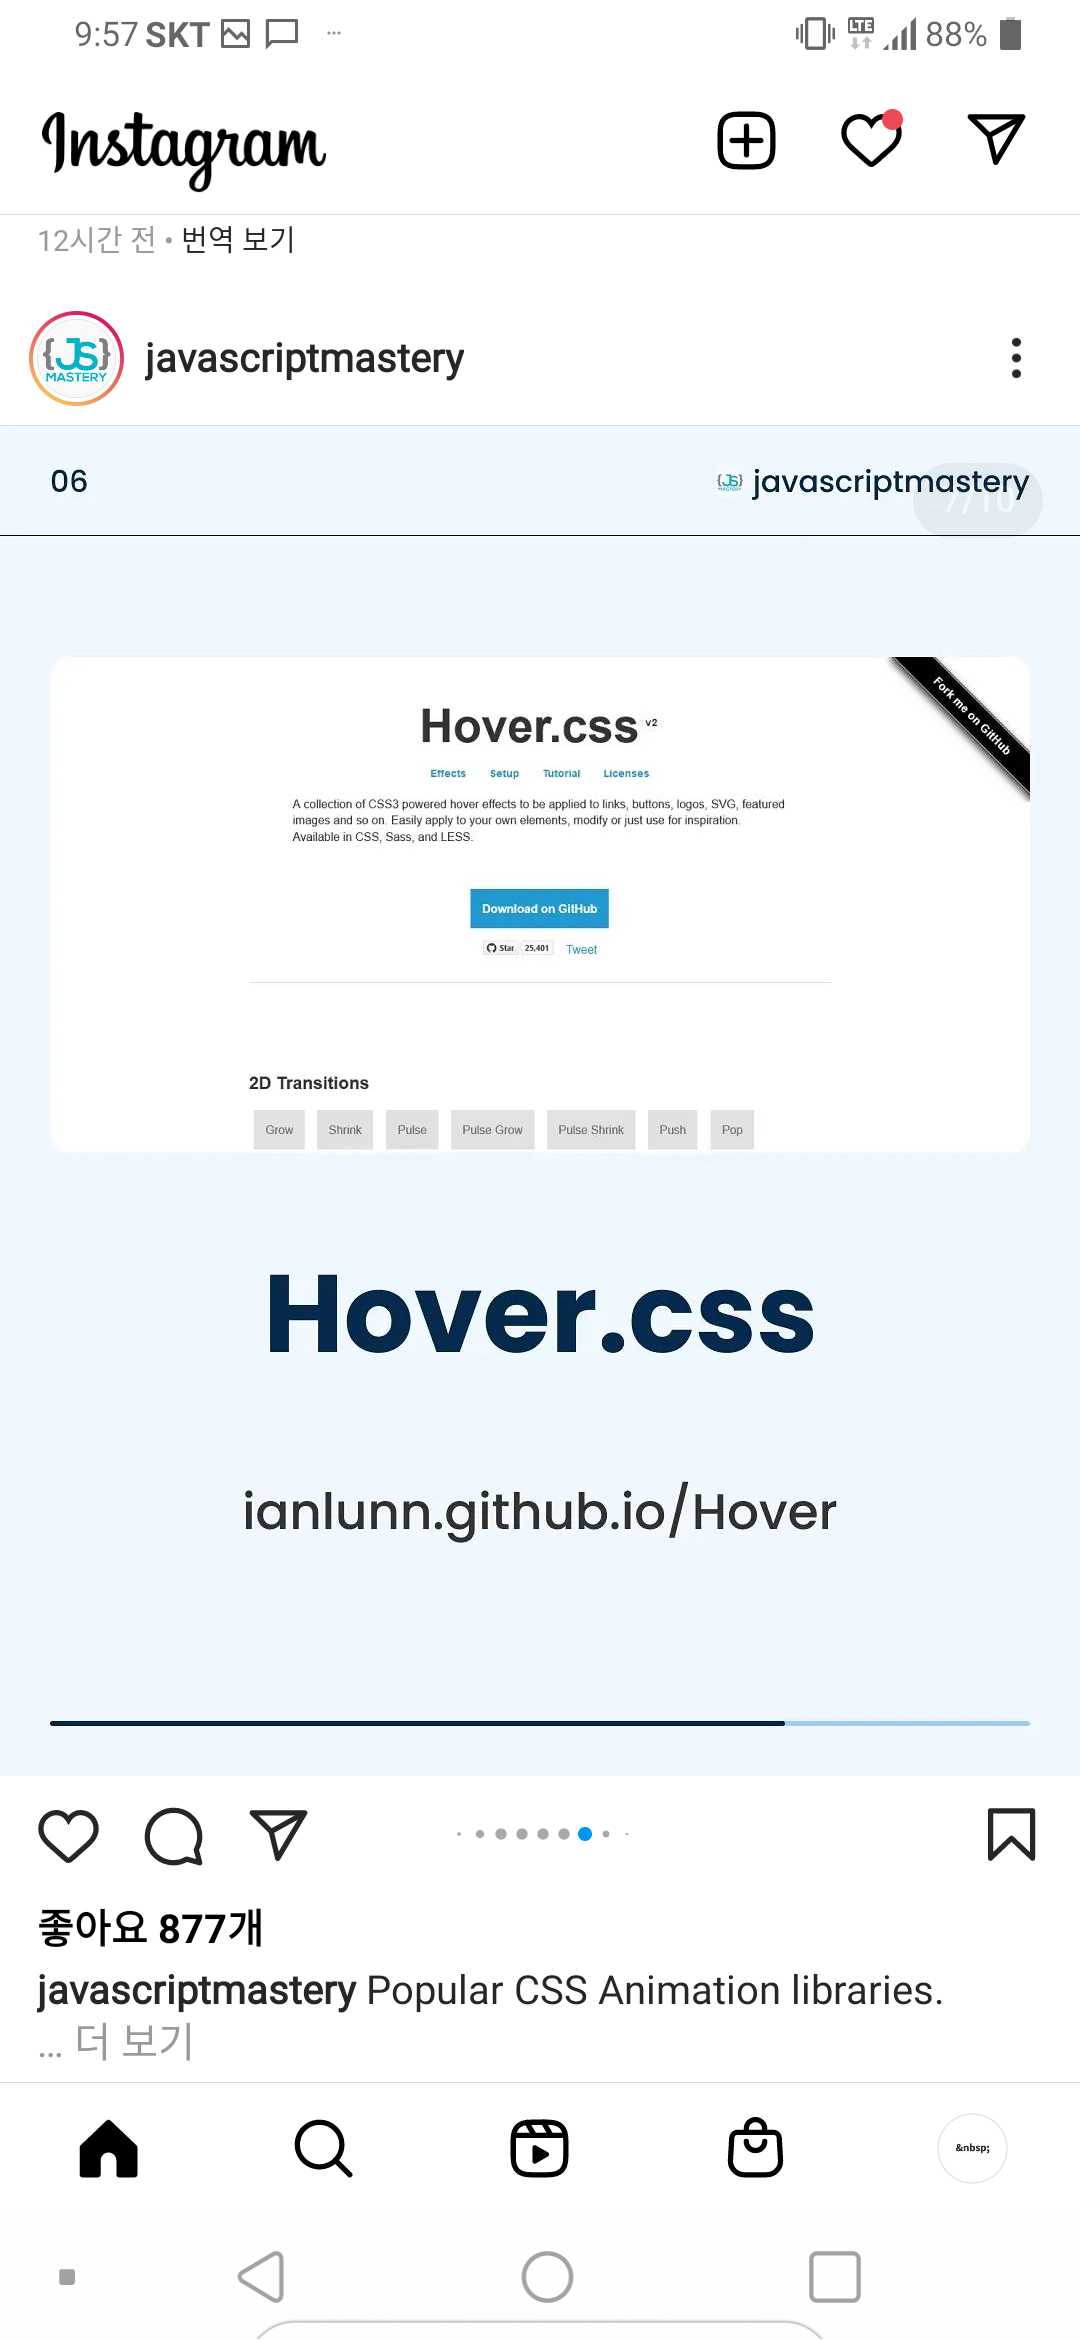 9:57 SKT ... LTE 88%
Instagram
12시간 전 • 번역 보기
{JS}
MASTERY
javascriptmastery
06
{JS}
MASTERY
javascriptmastery
7/10
Fork me on GitHub
Hover.css v2
Effects Setup Tutorial Licenses
A collection of CSS3 powered hover effects to be applied to links, buttons, logos, SVG, featured
images and so on. Easily apply to your own elements, modify or just use for inspiration.
Available in CSS, Sass, and LESS.
Download on GitHub
Star 25,401 Tweet
2D Transitions
Grow Shrink Pulse Pulse Grow Pulse Shrink Push Pop
Hover.css
ianlunn.github.io/Hover
좋아요 877개
javascriptmastery Popular CSS Animation libraries.
... 더 보기
&nbsp;